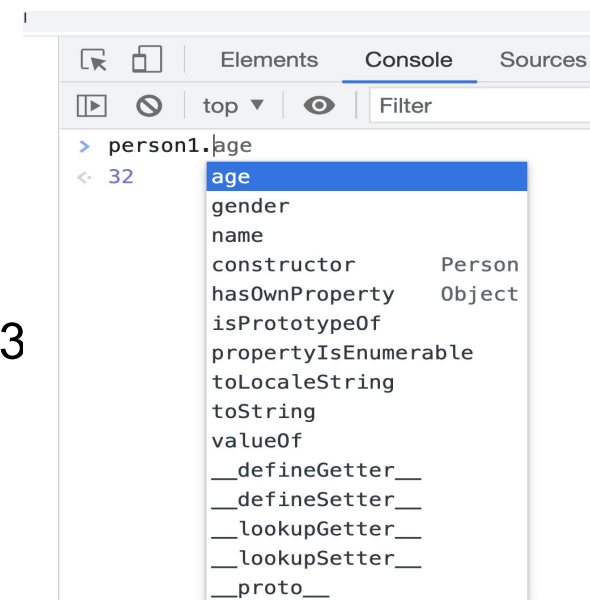 Elements Console Sources
top ▼ Filter
> person1.age
32
age
gender
name
constructor Person
hasOwnProperty Object
isPrototypeOf
propertyIsEnumerable
3
toLocaleString
toString
valueOf
__defineGetter__
__defineSetter__
__lookupGetter__
__lookupSetter__
__proto__